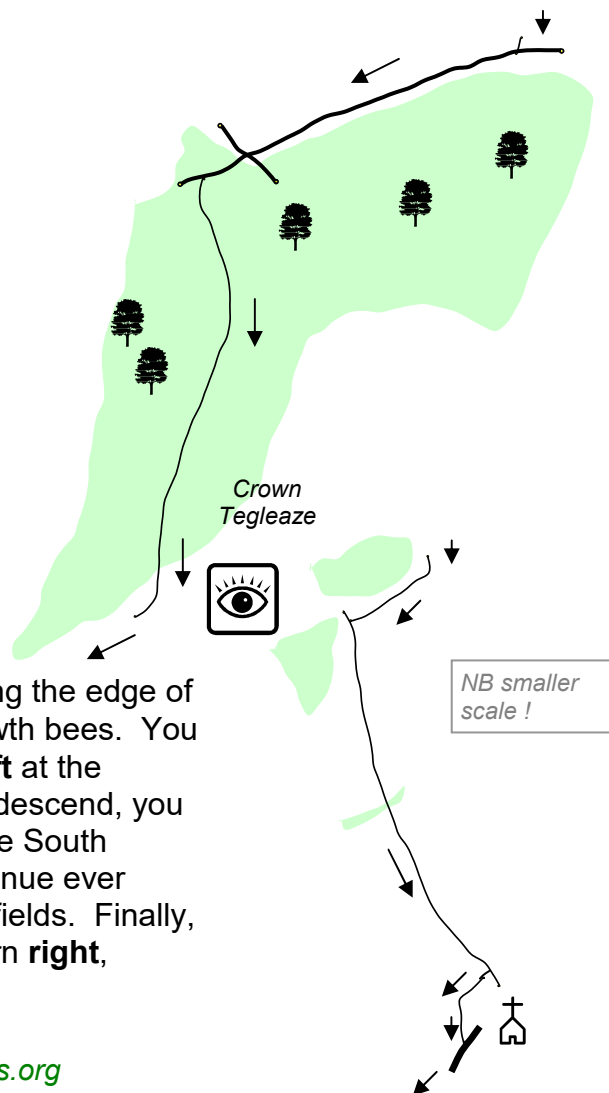 Crown
Tegleaze
NB smaller
scale !
ng the edge of
wth bees. You
ft at the
descend, you
e South
nue ever
fields. Finally,
rn right,
s.org